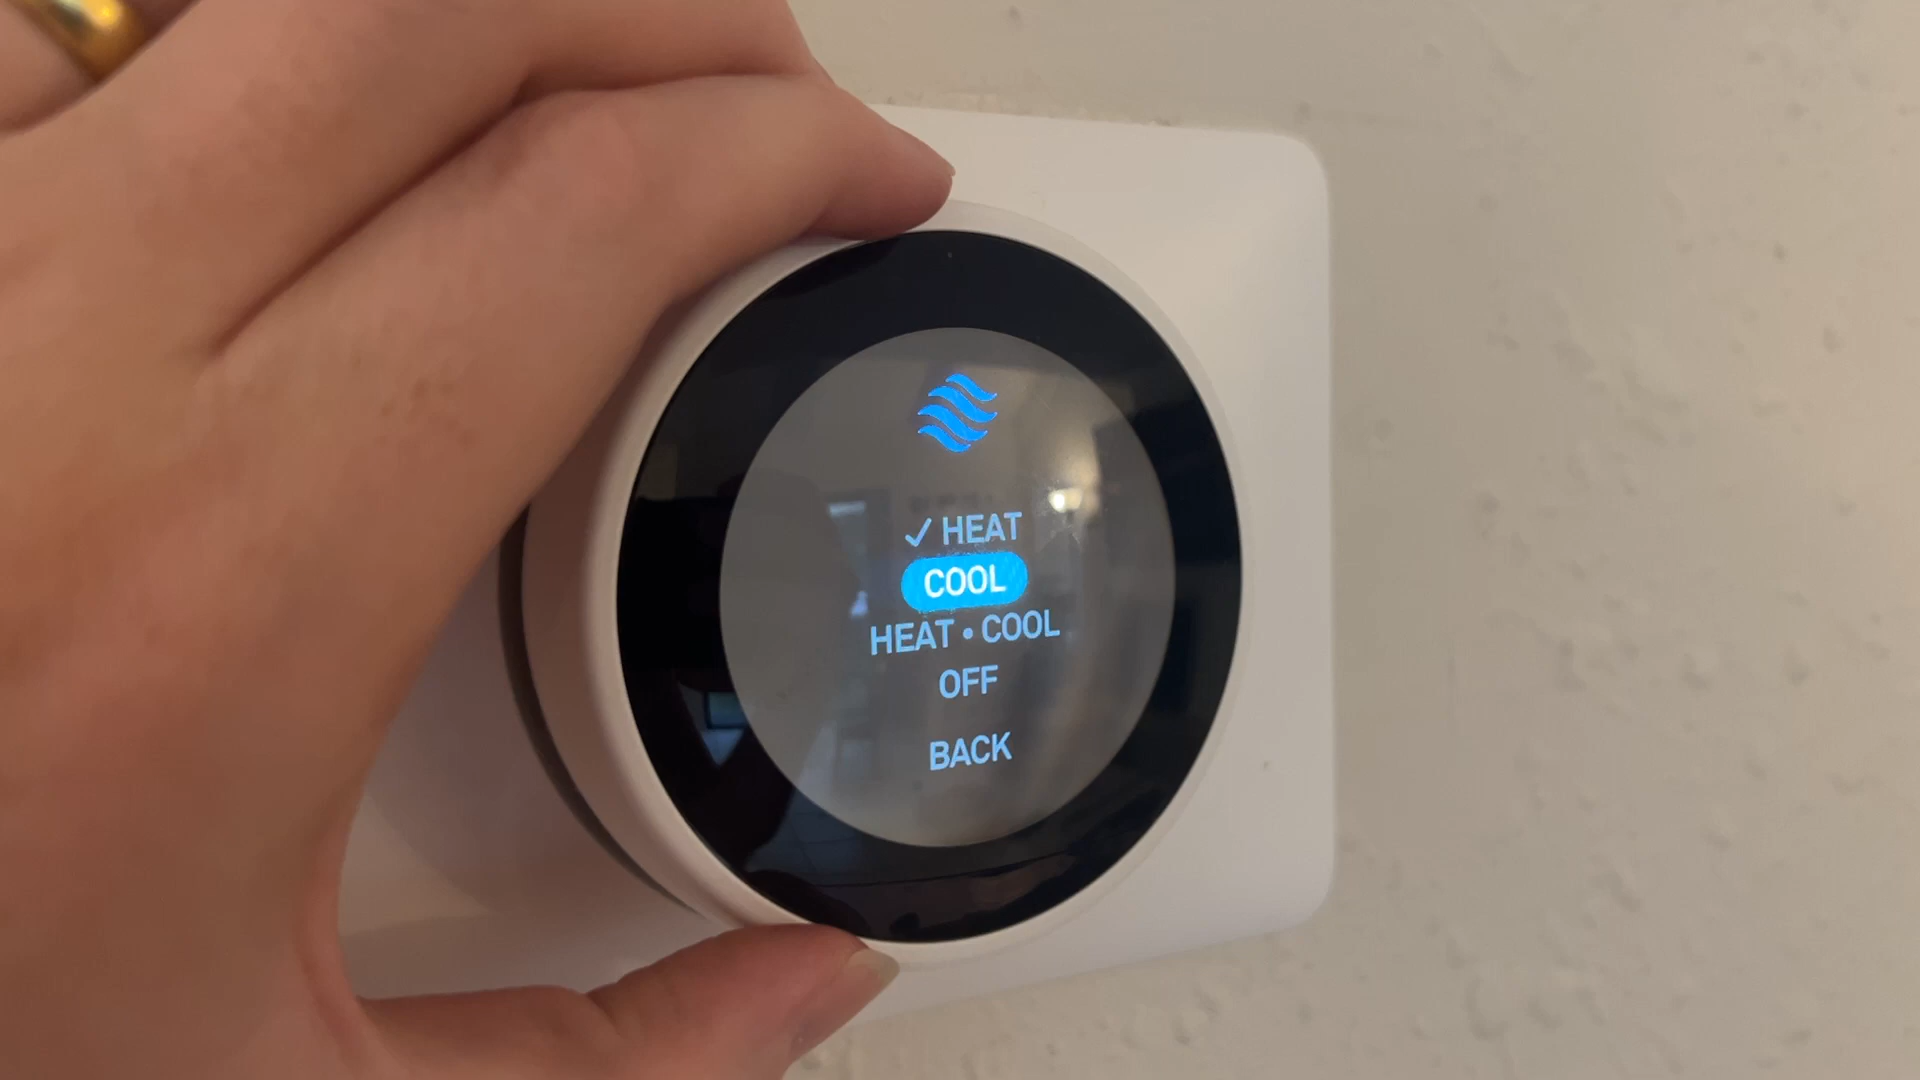 ✓ HEAT
COOL
HEAT • COOL
OFF
BACK